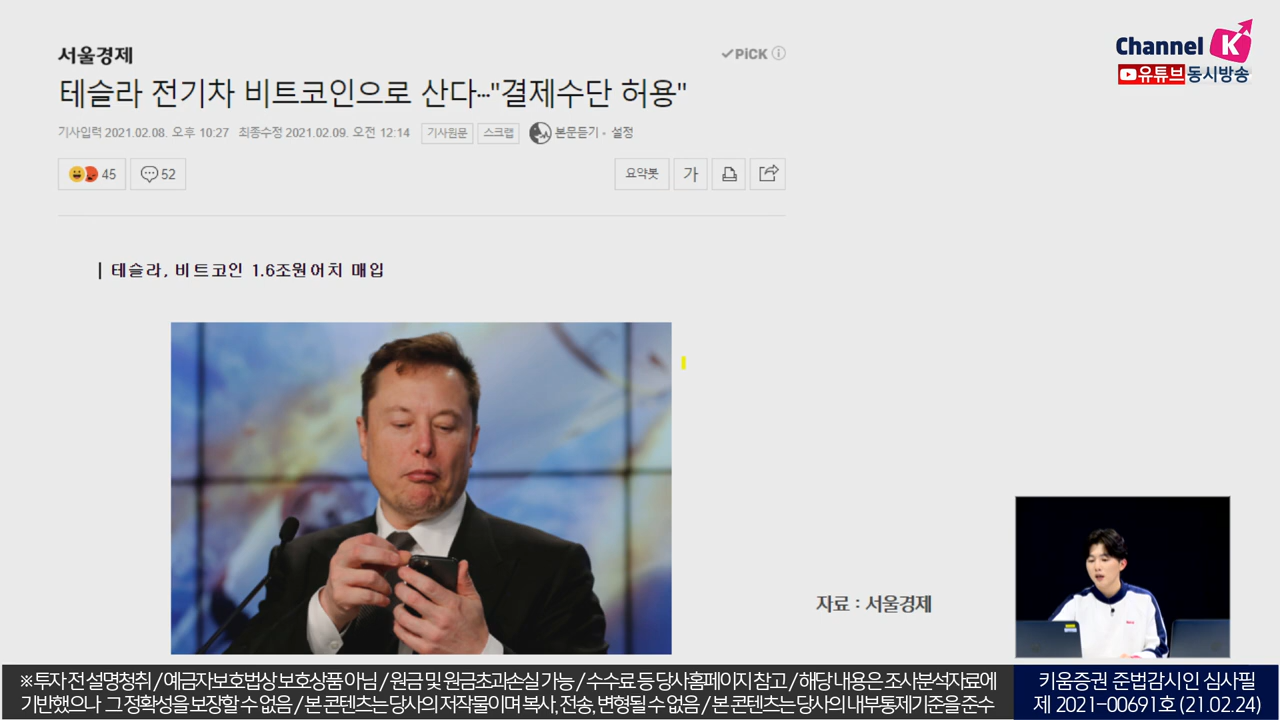 서울경제
PiCK
테슬라 전기차 비트코인으로 산다…"결제수단 허용"
기사입력 2021.02.08. 오후 10:27 최종수정 2021.02.09. 오전 12:14 기사원문 스크랩 본문듣기 · 설정
45 52
요약봇 가
테슬라, 비트코인 1.6조원어치 매입
Channel K
유튜브동시방송
자료 : 서울경제
※ 투자 전 설명청취 / 예금자보호법상 보호상품 아님 / 원금 및 원금초과손실 가능 / 수수료 등 당사홈페이지 참고 / 해당 내용은 조사분석자료에
기반했으나 그 정확성을 보장할 수 없음 / 본 콘텐츠는 당사의 저작물이며 복사, 전송, 변형될 수 없음 / 본 콘텐츠는 당사의 내부통제기준을 준수
키움증권 준법감시인 심사필
제 2021-00691호 (21.02.24)